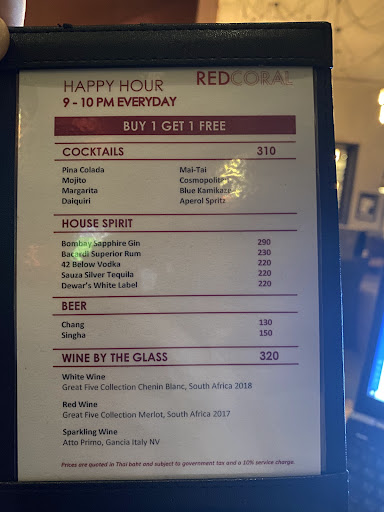 HAPPY HOUR REDCORAL
9 - 10 PM EVERYDAY
BUY 1 GET 1 FREE
COCKTAILS 310
Pina Colada Mai-Tai
Mojito Cosmopolitan
Margarita Blue Kamikaze
Daiquiri Aperol Spritz
HOUSE SPIRIT
Bombay Sapphire Gin 290
Bacardi Superior Rum 230
42 Below Vodka 220
Sauza Silver Tequila 220
Dewar's White Label 220
BEER
Chang 130
Singha 150
WINE BY THE GLASS 320
White Wine
Great Five Collection Chenin Blanc, South Africa 2018
Red Wine
Great Five Collection Merlot, South Africa 2017
Sparkling Wine
Atto Primo, Gancia Italy NV
Prices are quoted in Thai baht and subject to government tax and a 10% service charge.